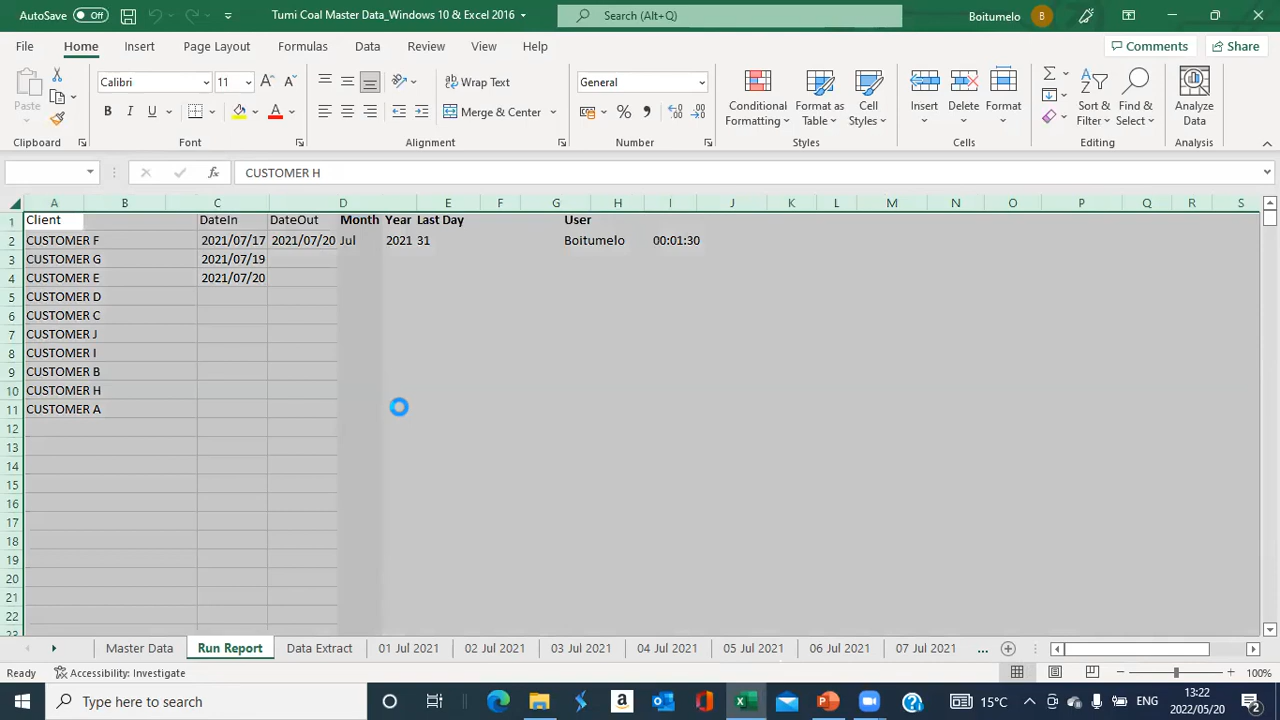 AutoSave Off Tumi Coal Master Data_Windows 10 & Excel 2016 Search (Alt+Q) Boitumelo B
File Home Insert Page Layout Formulas Data Review View Help Comments Share
Paste Calibri 11 Wrap Text General Conditional Formatting Format as Table Cell Styles Insert Delete Format Sort & Filter Find & Select Analyze Data
B I U A Merge & Center %
Clipboard Font Alignment Number Styles Cells Editing Analysis
fx CUSTOMER H
A B C D E F G H I J K L M N O P Q R S
1 Client DateIn DateOut Month Year Last Day User
2 CUSTOMER F 2021/07/17 2021/07/20 Jul 2021 31 Boitumelo 00:01:30
3 CUSTOMER G 2021/07/19
4 CUSTOMER E 2021/07/20
5 CUSTOMER D
6 CUSTOMER C
7 CUSTOMER J
8 CUSTOMER I
9 CUSTOMER B
10 CUSTOMER H
11 CUSTOMER A
12
13
14
15
16
17
18
19
20
21
22
23
Master Data Run Report Data Extract 01 Jul 2021 02 Jul 2021 03 Jul 2021 04 Jul 2021 05 Jul 2021 06 Jul 2021 07 Jul 2021 ...
Ready Accessibility: Investigate 100%
Type here to search 15°C ENG 13:22 2022/05/20 2